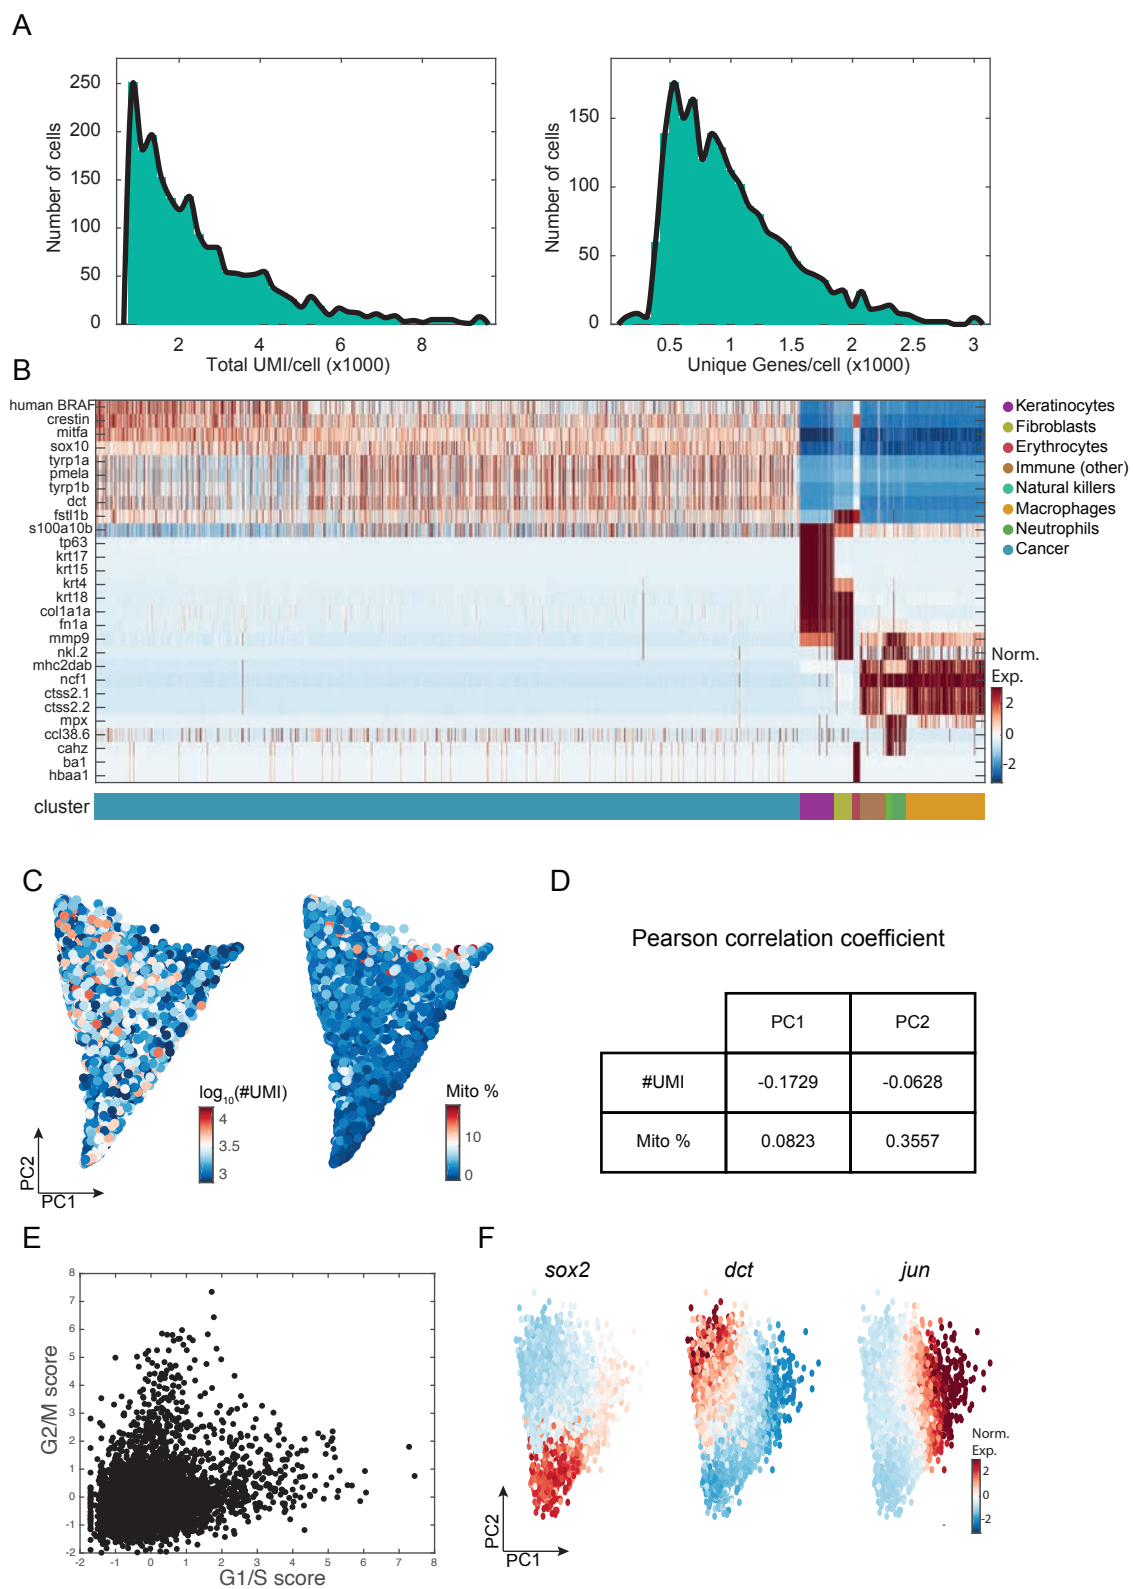 A
Number of cells
250
200
150
100
50
0
2
4
6
8
Total UMI/cell (x1000)
Number of cells
150
100
50
0
0.5
1
1.5
2
2.5
3
Unique Genes/cell (x1000)
B
human BRAF
crestin
mitfa
sox10
tyrp1a
pmela
tyrp1b
dct
fstl1b
s100a10b
tp63
krt17
krt15
krt4
krt18
col1a1a
fn1a
mmp9
nkl.2
mhc2dab
ncf1
ctss2.1
ctss2.2
mpx
ccl38.6
cahz
ba1
hbaa1
cluster
Keratinocytes
Fibroblasts
Erythrocytes
Immune (other)
Natural killers
Macrophages
Neutrophils
Cancer
Norm.
Exp.
2
0
-2
C
log10(#UMI)
4
3.5
3
Mito %
10
0
PC2
PC1
D
Pearson correlation coefficient
PC1 PC2
#UMI -0.1729 -0.0628
Mito % 0.0823 0.3557
E
G2/M score
8
7
6
5
4
3
2
1
0
-1
-2
-2 -1 0 1 2 3 4 5 6 7 8
G1/S score
F
sox2 dct jun
Norm.
Exp.
2
0
-2
PC2
PC1